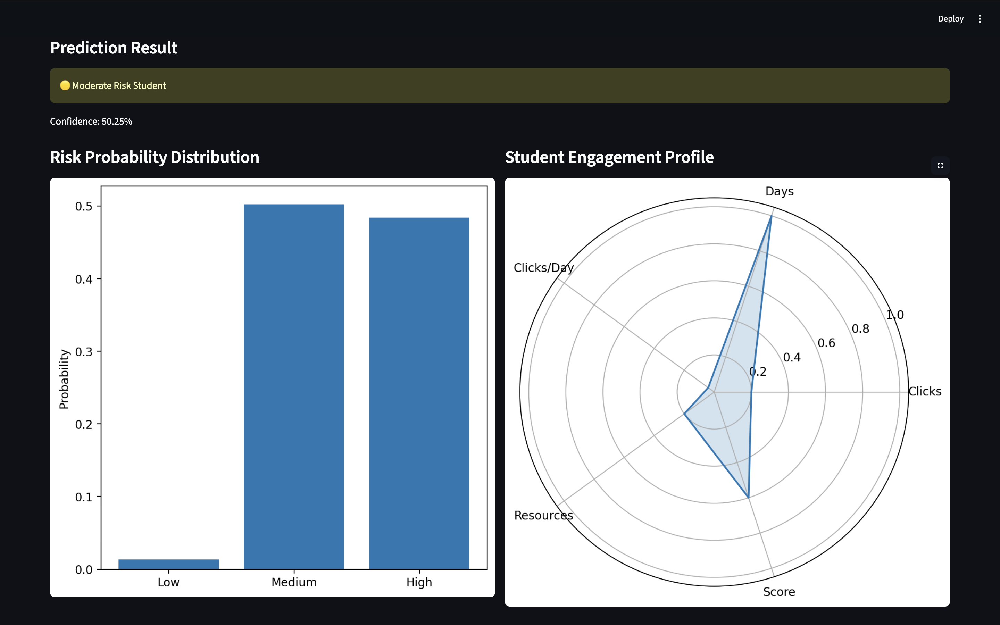 Deploy
Prediction Result
Moderate Risk Student
Confidence: 50.25%
Risk Probability Distribution
Student Engagement Profile
Probability
0.5
0.4
0.3
0.2
0.1
0.0
Low Medium High
Days
Clicks/Day
1.0
0.8
0.6
0.4
0.2
Clicks
Resources
Score